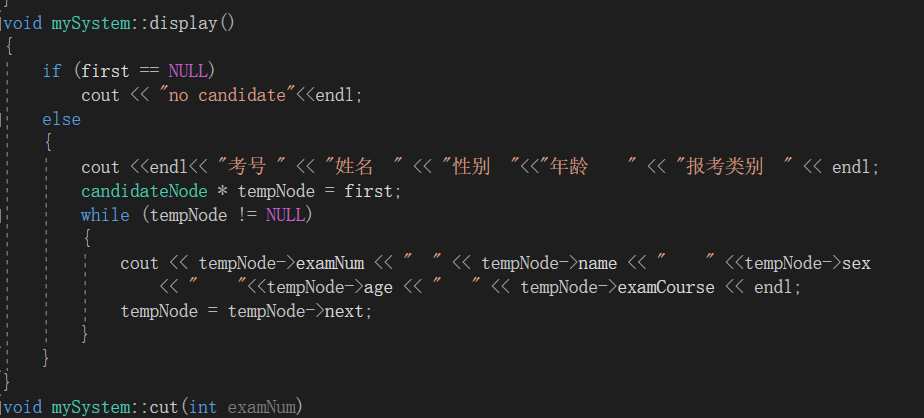 }
void mySystem::display()
{
    if (first == NULL)
        cout << "no candidate"<<endl;
    else
    {
        cout <<endl<< "考号 " << "姓名  " << "性别  "<<"年龄    " << "报考类别  " << endl;
        candidateNode * tempNode = first;
        while (tempNode != NULL)
        {
            cout << tempNode->examNum << "  " << tempNode->name << "    " <<tempNode->sex
                << "    "<<tempNode->age << "   " << tempNode->examCourse << endl;
            tempNode = tempNode->next;
        }
    }
}
void mySystem::cut(int examNum)